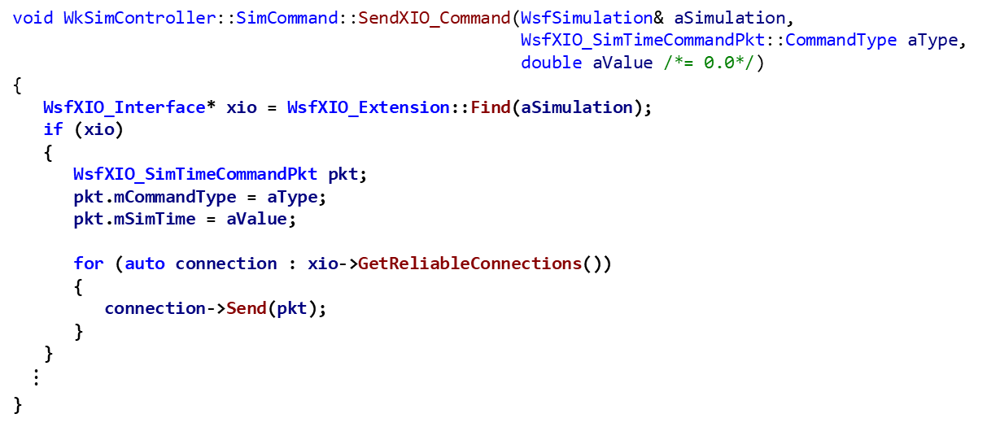 void WkSimController::SimCommand::SendXIO_Command(WsfSimulation& aSimulation,
                                                  WsfXIO_SimTimeCommandPkt::CommandType aType,
                                                  double aValue /*= 0.0*/)
{
   WsfXIO_Interface* xio = WsfXIO_Extension::Find(aSimulation);
   if (xio)
   {
      WsfXIO_SimTimeCommandPkt pkt;
      pkt.mCommandType = aType;
      pkt.mSimTime = aValue;

      for (auto connection : xio->GetReliableConnections())
      {
         connection->Send(pkt);
      }
   }
  ⋮
}